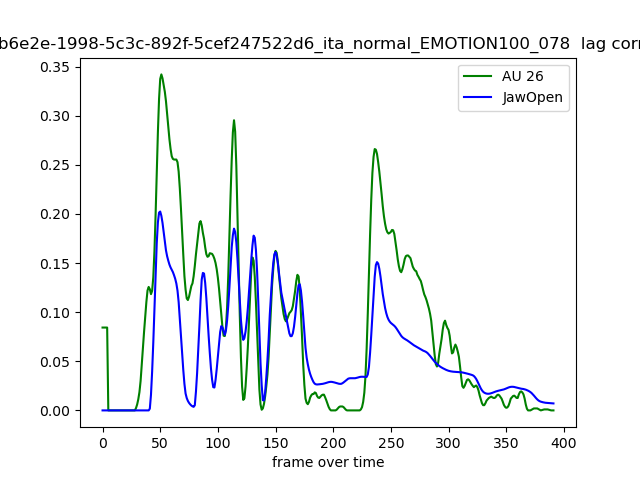 b6e2e-1998-5c3c-892f-5cef247522d6_ita_normal_EMOTION100_078 lag corr
AU 26
JawOpen
0.35
0.30
0.25
0.20
0.15
0.10
0.05
0.00
0 50 100 150 200 250 300 350 400
frame over time